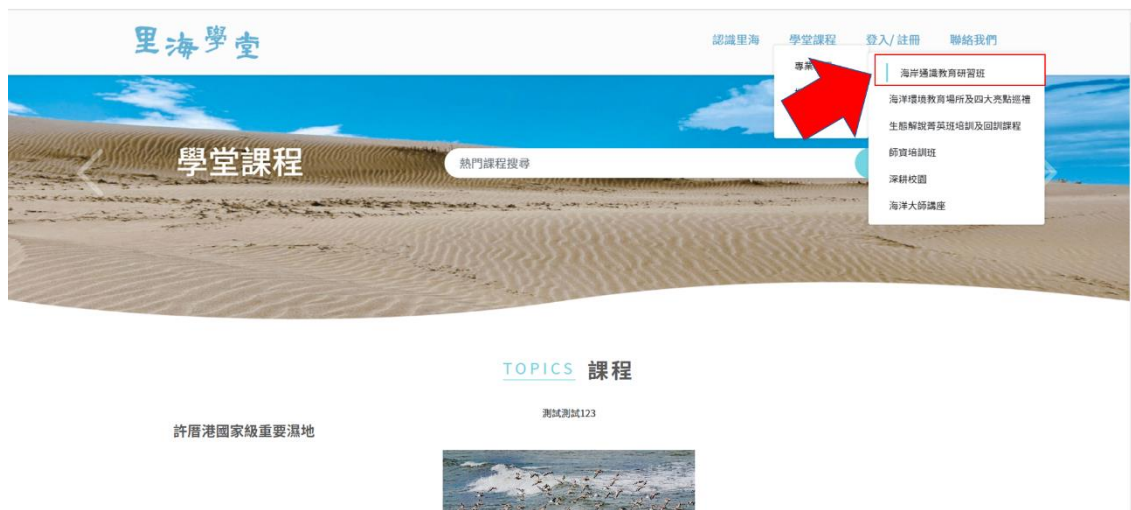 里海學堂
認識里海 學堂課程 登入/ 註冊 聯絡我們
專業
海岸通識教育研習班
海洋環境教育場所及四大亮點巡禮
生態解說菁英班培訓及回訓課程
師資培訓班
深耕校園
海洋大師講座
學堂課程
熱門課程搜尋
TOPICS 課程
測試測試123
許厝港國家級重要濕地